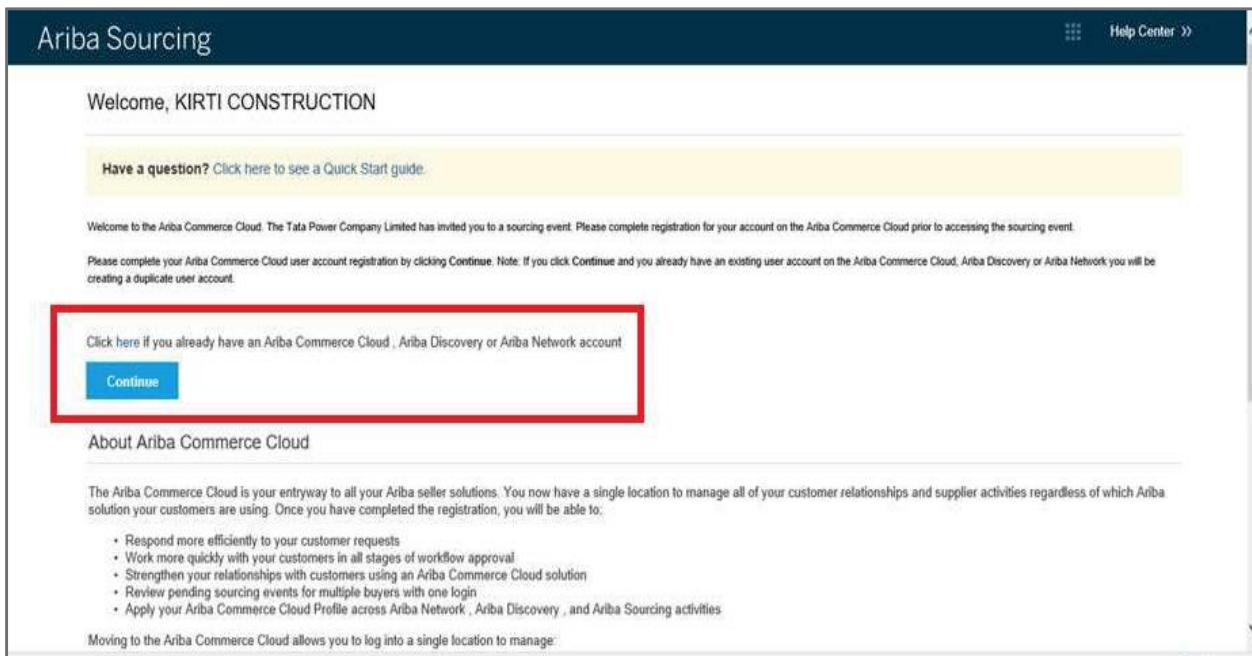 Ariba Sourcing
Help Center »
Welcome, KIRTI CONSTRUCTION
Have a question? Click here to see a Quick Start guide.
Welcome to the Ariba Commerce Cloud. The Tata Power Company Limited has invited you to a sourcing event. Please complete registration for your account on the Ariba Commerce Cloud prior to accessing the sourcing event.
Please complete your Ariba Commerce Cloud user account registration by clicking Continue. Note: If you click Continue and you already have an existing user account on the Ariba Commerce Cloud, Ariba Discovery or Ariba Network you will be
creating a duplicate user account.
Click here if you already have an Ariba Commerce Cloud , Ariba Discovery or Ariba Network account
Continue
About Ariba Commerce Cloud
The Ariba Commerce Cloud is your entryway to all your Ariba seller solutions. You now have a single location to manage all of your customer relationships and supplier activities regardless of which Ariba
solution your customers are using. Once you have completed the registration, you will be able to:
• Respond more efficiently to your customer requests
• Work more quickly with your customers in all stages of workflow approval
• Strengthen your relationships with customers using an Ariba Commerce Cloud solution
• Review pending sourcing events for multiple buyers with one login
• Apply your Ariba Commerce Cloud Profile across Ariba Network , Ariba Discovery , and Ariba Sourcing activities
Moving to the Ariba Commerce Cloud allows you to log into a single location to manage: